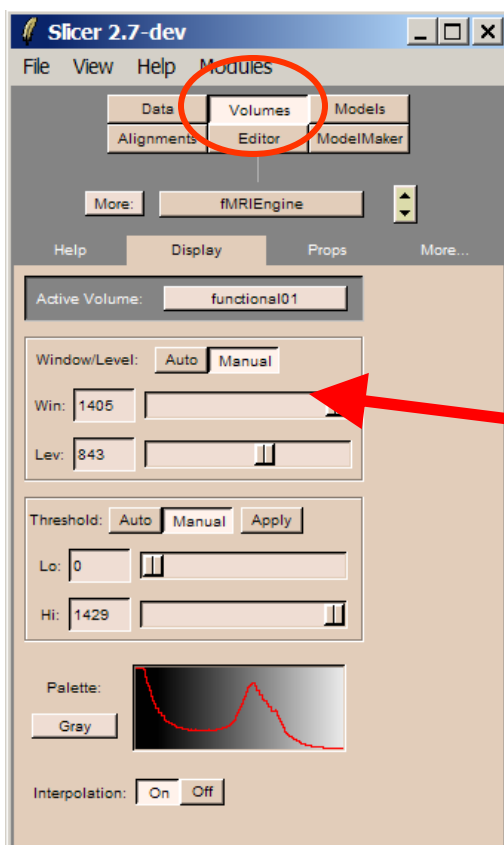 Slicer 2.7-dev
File View Help Modules
Data Volumes Models
Alignments Editor ModelMaker
More: fMRIEngine
Help Display Props More...
Active Volume: functional01
Window/Level: Auto Manual
Win: 1405
Lev: 843
Threshold: Auto Manual Apply
Lo: 0
Hi: 1429
Palette:
Gray
Interpolation: On Off